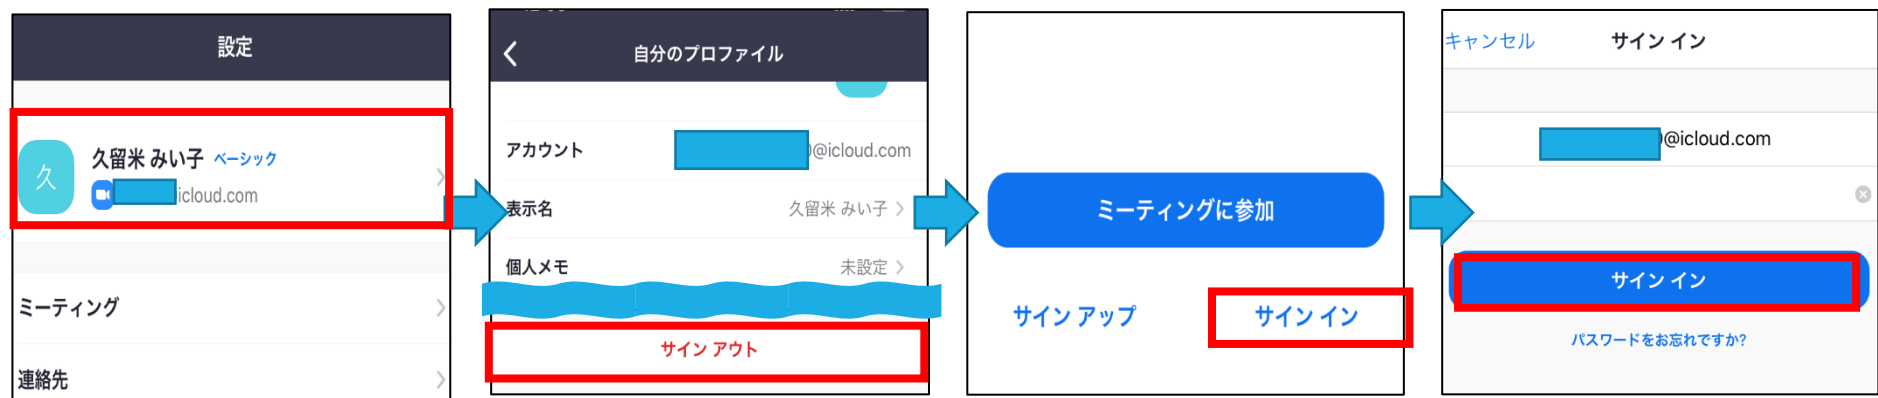 設定
久
久留米 みい子 ベーシック
icloud.com
ミーティング
連絡先
自分のプロファイル
アカウント
@icloud.com
表示名
久留米 みい子
個人メモ
未設定
サイン アウト
ミーティングに参加
サイン アップ
サイン イン
キャンセル
サイン イン
@icloud.com
サイン イン
パスワードをお忘れですか?